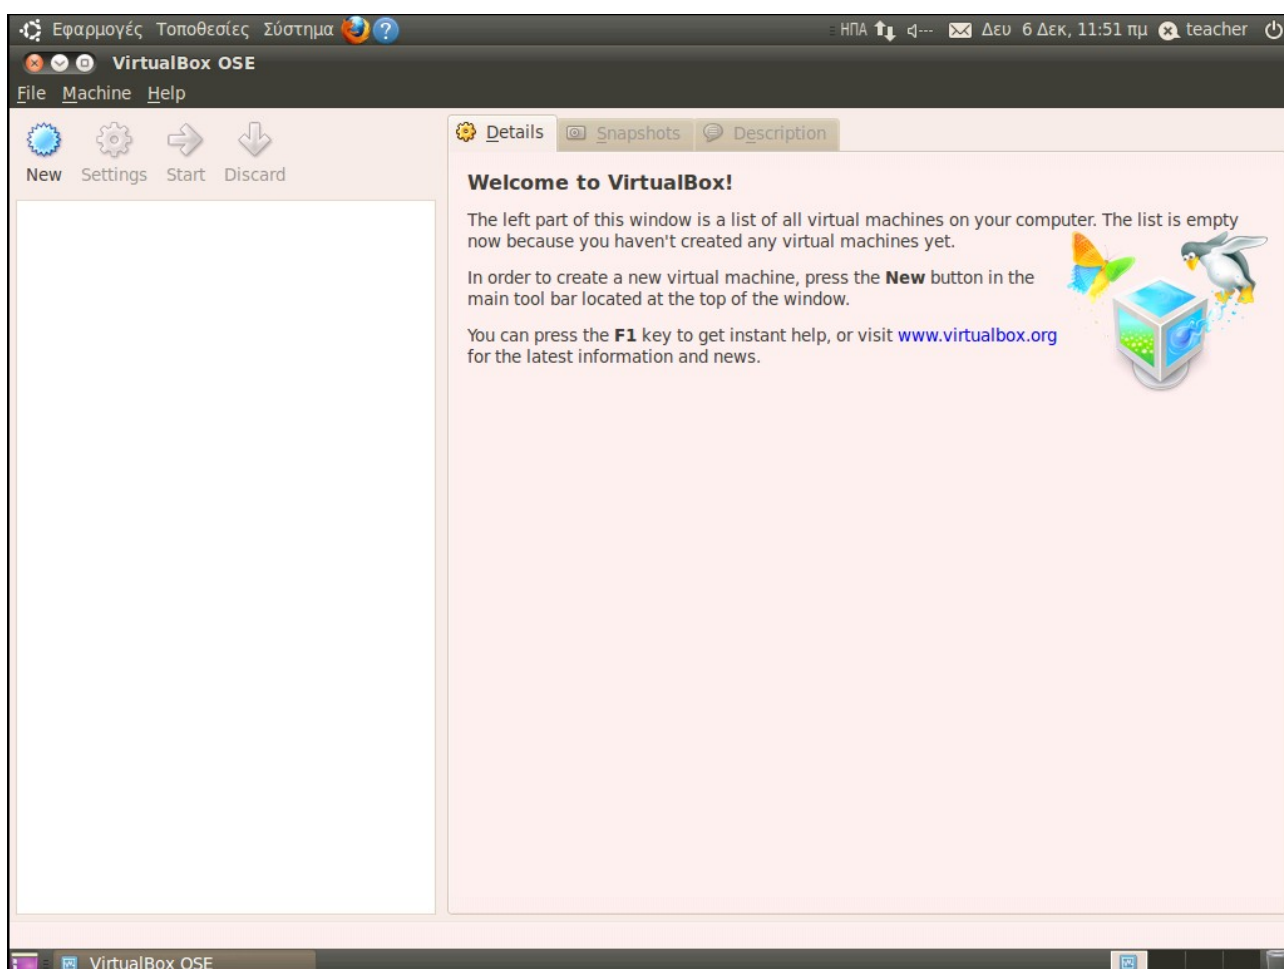 Εφαρμογές Τοποθεσίες Σύστημα ? ΗΠΑ Δευ 6 Δεκ, 11:51 πμ teacher
VirtualBox OSE
File Machine Help
New Settings Start Discard
Details Snapshots Description
Welcome to VirtualBox!
The left part of this window is a list of all virtual machines on your computer. The list is empty
now because you haven't created any virtual machines yet.
In order to create a new virtual machine, press the New button in the
main tool bar located at the top of the window.
You can press the F1 key to get instant help, or visit www.virtualbox.org
for the latest information and news.
VirtualBox OSE